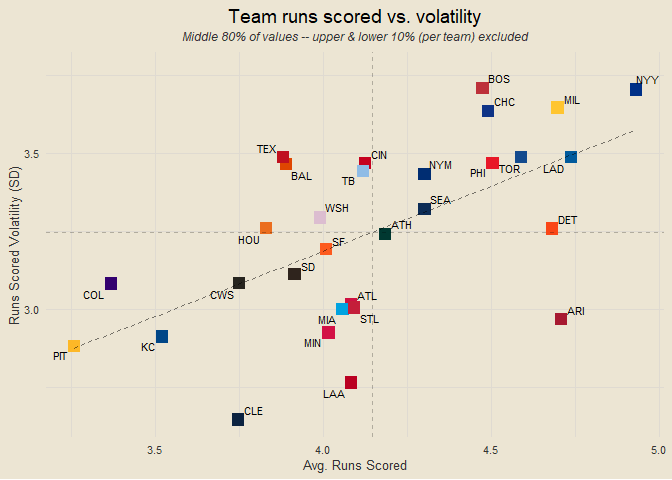 Team runs scored vs. volatility
Middle 80% of values -- upper & lower 10% (per team) excluded
NYY
BOS
CHC
MIL
3.5
TEX
CIN
BAL
TB
NYM
PHI
TOR
LAD
SEA
WSH
DET
ATH
HOU
SF
SD
COL
CWS
ATL
3.0
MIA
STL
ARI
MIN
KC
PIT
LAA
CLE
3.5
4.0
4.5
5.0
Avg. Runs Scored
Runs Scored Volatility (SD)